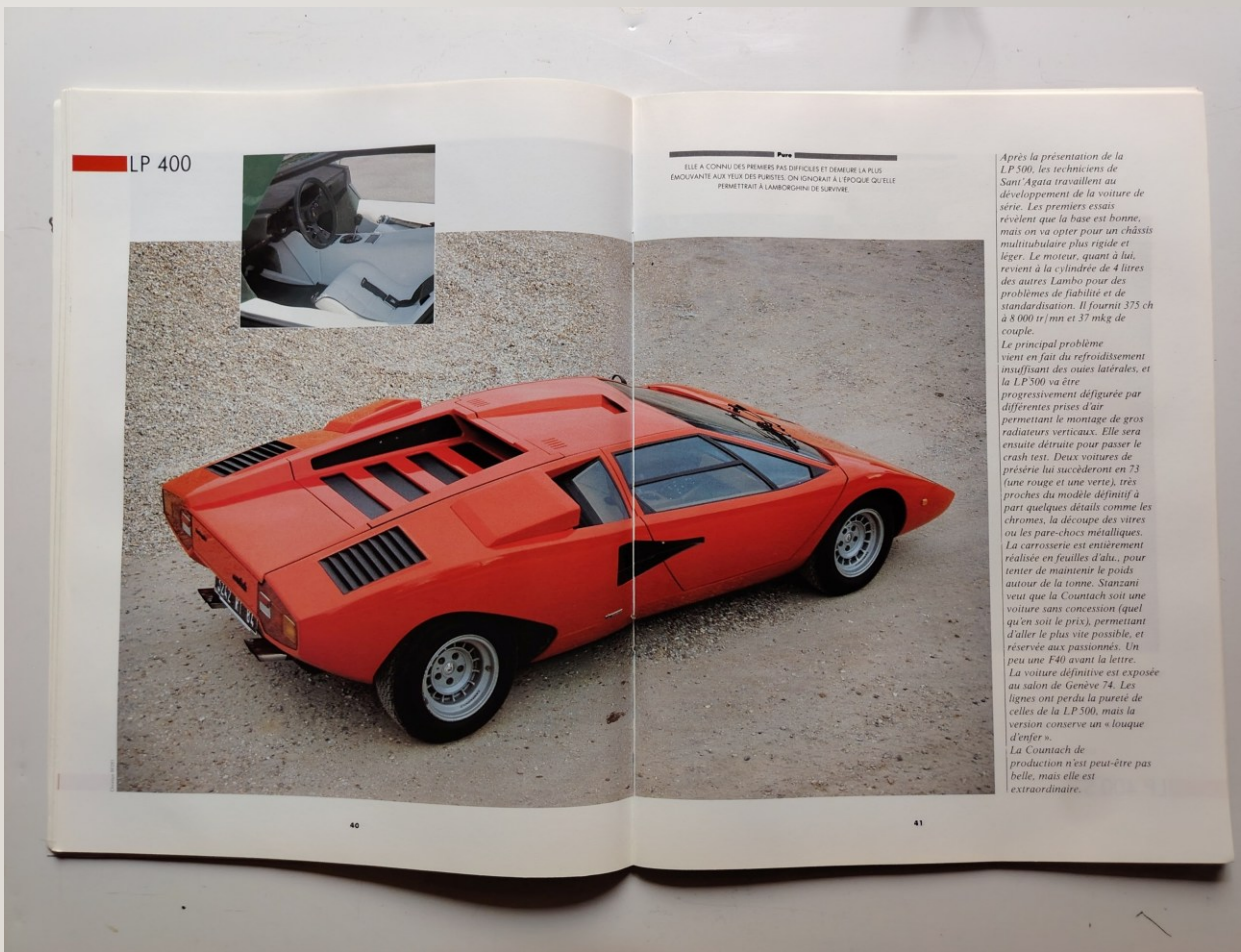 LP 400
Pure
ELLE A CONNU DES PREMIERS PAS DIFFICILES ET DEMEURE LA PLUS
ÉMOUVANTE AUX YEUX DES PURISTES. ON IGNORAIT À L'ÉPOQUE QU'ELLE
PERMETTRAIT À LAMBORGHINI DE SURVIVRE.
Après la présentation de la
LP 500, les techniciens de
Sant'Agata travaillent au
développement de la voiture de
série. Les premiers essais
révèlent que la base est bonne,
mais on va opter pour un châssis
multitubulaire plus rigide et
léger. Le moteur, quant à lui,
revient à la cylindrée de 4 litres
des autres Lambo pour des
problèmes de fiabilité et de
standardisation. Il fournit 375 ch
à 8 000 tr/mn et 37 mkg de
couple.
Le principal problème
vient en fait du refroidissement
insuffisant des ouies latérales, et
la LP 500 va être
progressivement défigurée par
différentes prises d'air
permettant le montage de gros
radiateurs verticaux. Elle sera
ensuite détruite pour passer le
crash test. Deux voitures de
présérie lui succèderont en 73
(une rouge et une verte), très
proches du modèle définitif à
part quelques détails comme les
chromes, la découpe des vitres
ou les pare-chocs métalliques.
La carrosserie est entièrement
réalisée en feuilles d'alu., pour
tenter de maintenir le poids
autour de la tonne. Stanzani
veut que la Countach soit une
voiture sans concession (quel
qu'en soit le prix), permettant
d'aller le plus vite possible, et
réservée aux passionnés. Un
peu une F40 avant la lettre.
La voiture définitive est exposée
au salon de Genève 74. Les
lignes ont perdu la pureté de
celles de la LP 500, mais la
version conserve un « louque
d'enfer ».
La Countach de
production n'est peut-être pas
belle, mais elle est
extraordinaire.
40
41